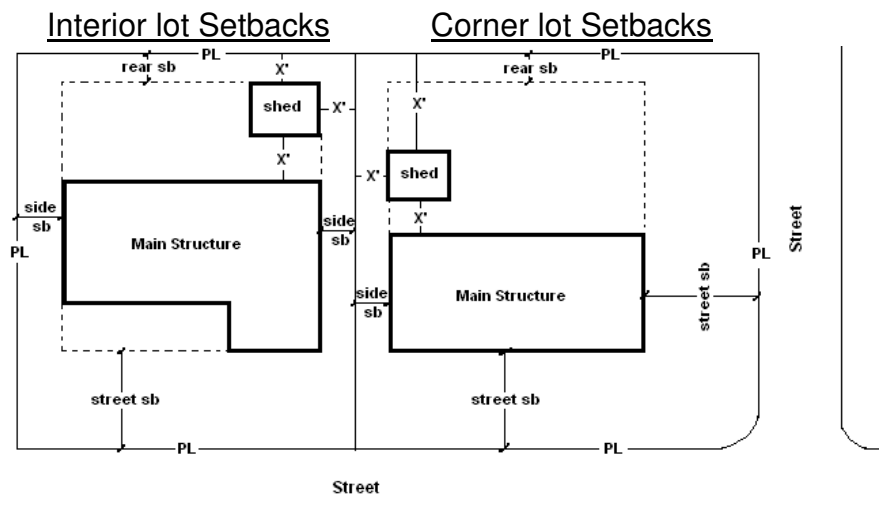 Interior lot Setbacks
Corner lot Setbacks
PL
rear sb
X'
shed
X'
X'
side
sb
PL
Main Structure
side
sb
street sb
PL
PL
rear sb
X'
X'
shed
X'
side
sb
Main Structure
street sb
PL
street sb
PL
Street
Street